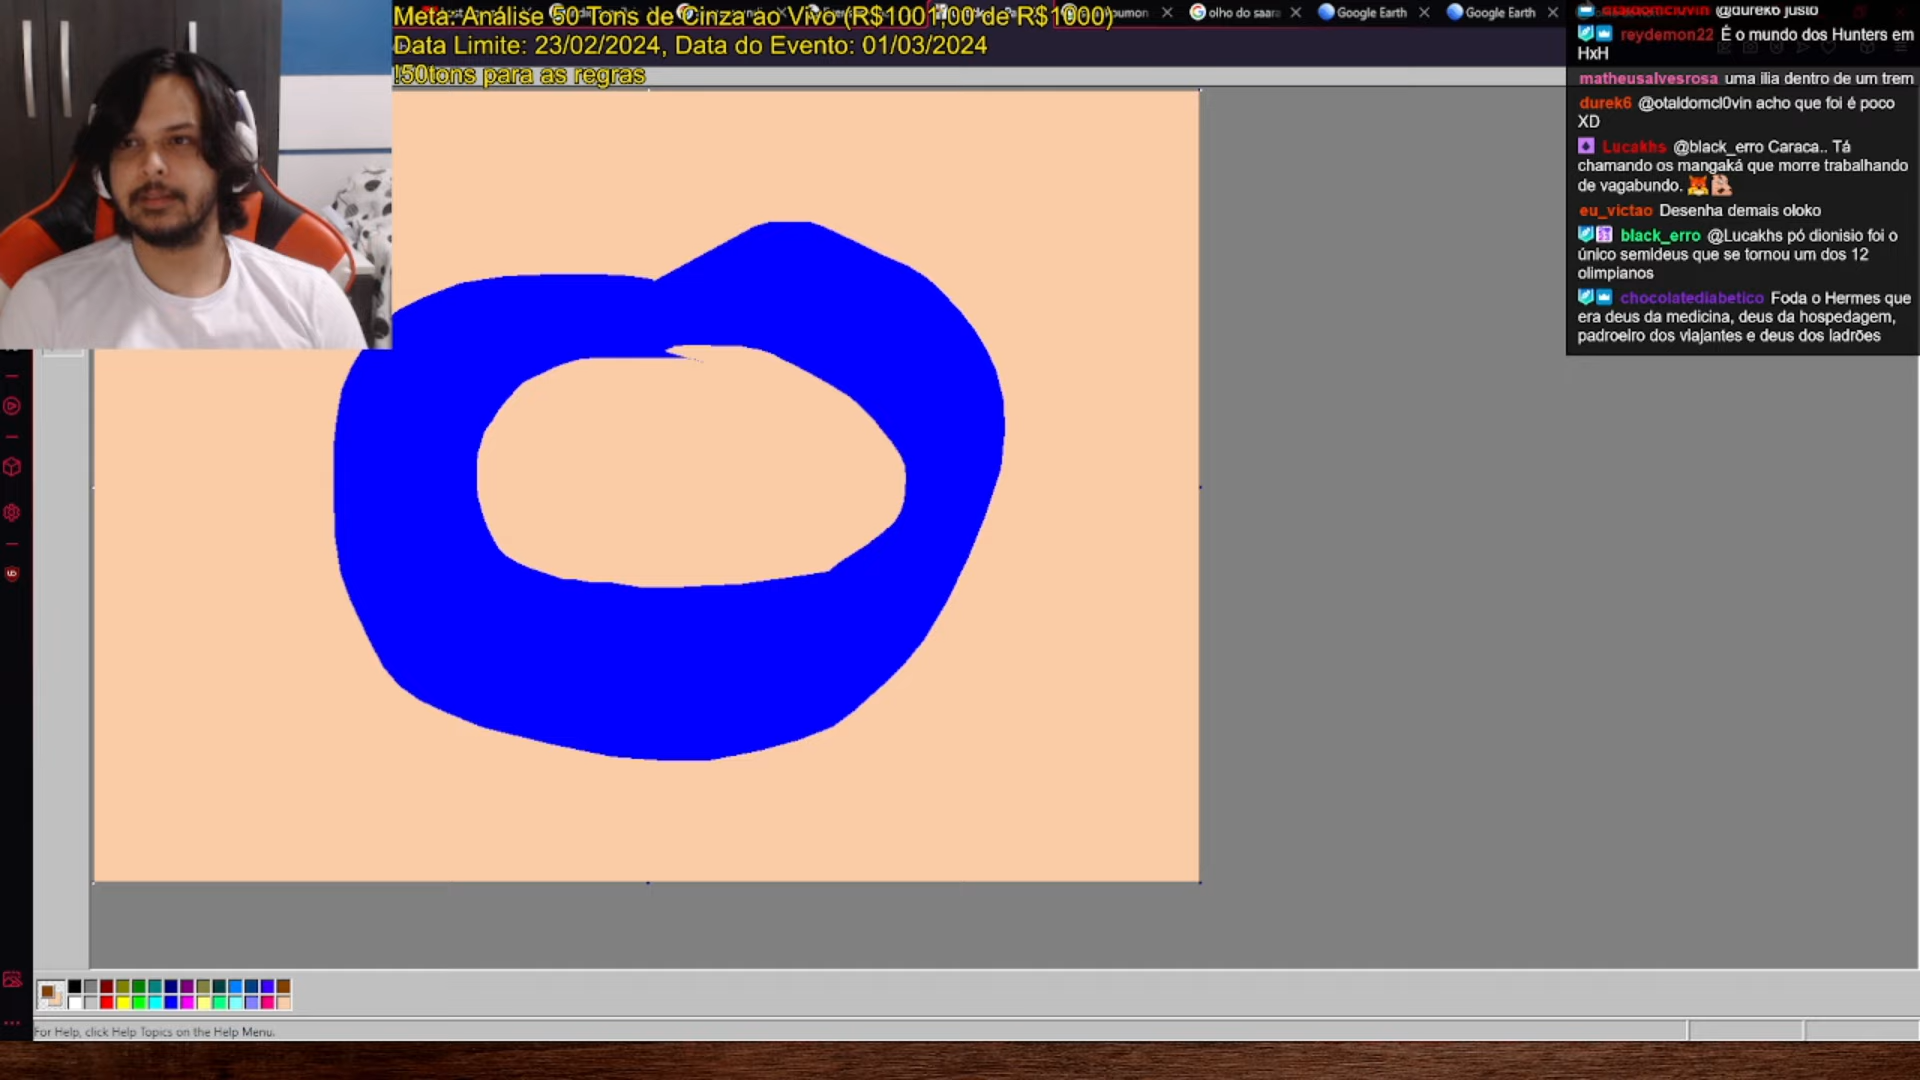 Meta: Análise 50 Tons de Cinza ao Vivo (R$1001,00 de R$1000)
Data Limite: 23/02/2024, Data do Evento: 01/03/2024
!50tons para as regras
olho do saara
Google Earth
Google Earth
@durek6 justo
reydemon22 É o mundo dos Hunters em
HxH
matheusalvesrosa uma ilia dentro de um trem
durek6 @otaldomcl0vin acho que foi é poco
XD
Lucakhs @black_erro Caraca.. Tá
chamando os mangaká que morre trabalhando
de vagabundo.
eu_victao Desenha demais oloko
black_erro @Lucakhs pó dionisio foi o
único semideus que se tornou um dos 12
olimpianos
chocolatediabetico Foda o Hermes que
era deus da medicina, deus da hospedagem,
padroeiro dos viajantes e deus dos ladrões
For Help, click Help Topics on the Help Menu.